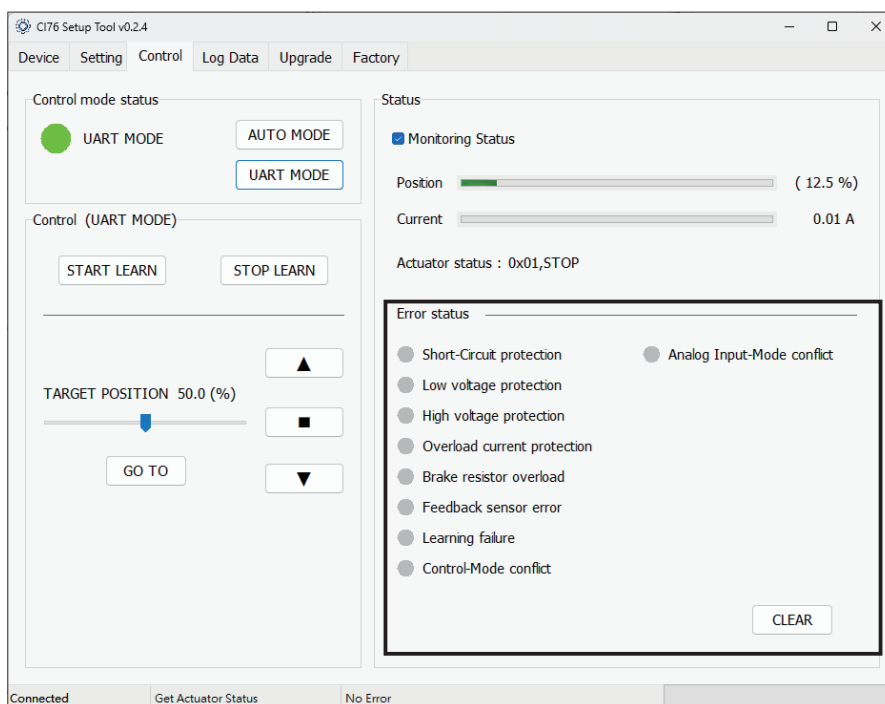 CI76 Setup Tool v0.2.4
Device Setting Control Log Data Upgrade Factory
Control mode status
UART MODE
AUTO MODE
UART MODE
Control (UART MODE)
START LEARN STOP LEARN
TARGET POSITION 50.0 (%)
GO TO
Status
Monitoring Status
Position ( 12.5 %)
Current 0.01 A
Actuator status : 0x01,STOP
Error status
Short-Circuit protection
Low voltage protection
High voltage protection
Overload current protection
Brake resistor overload
Feedback sensor error
Learning failure
Control-Mode conflict
Analog Input-Mode conflict
CLEAR
Connected Get Actuator Status No Error